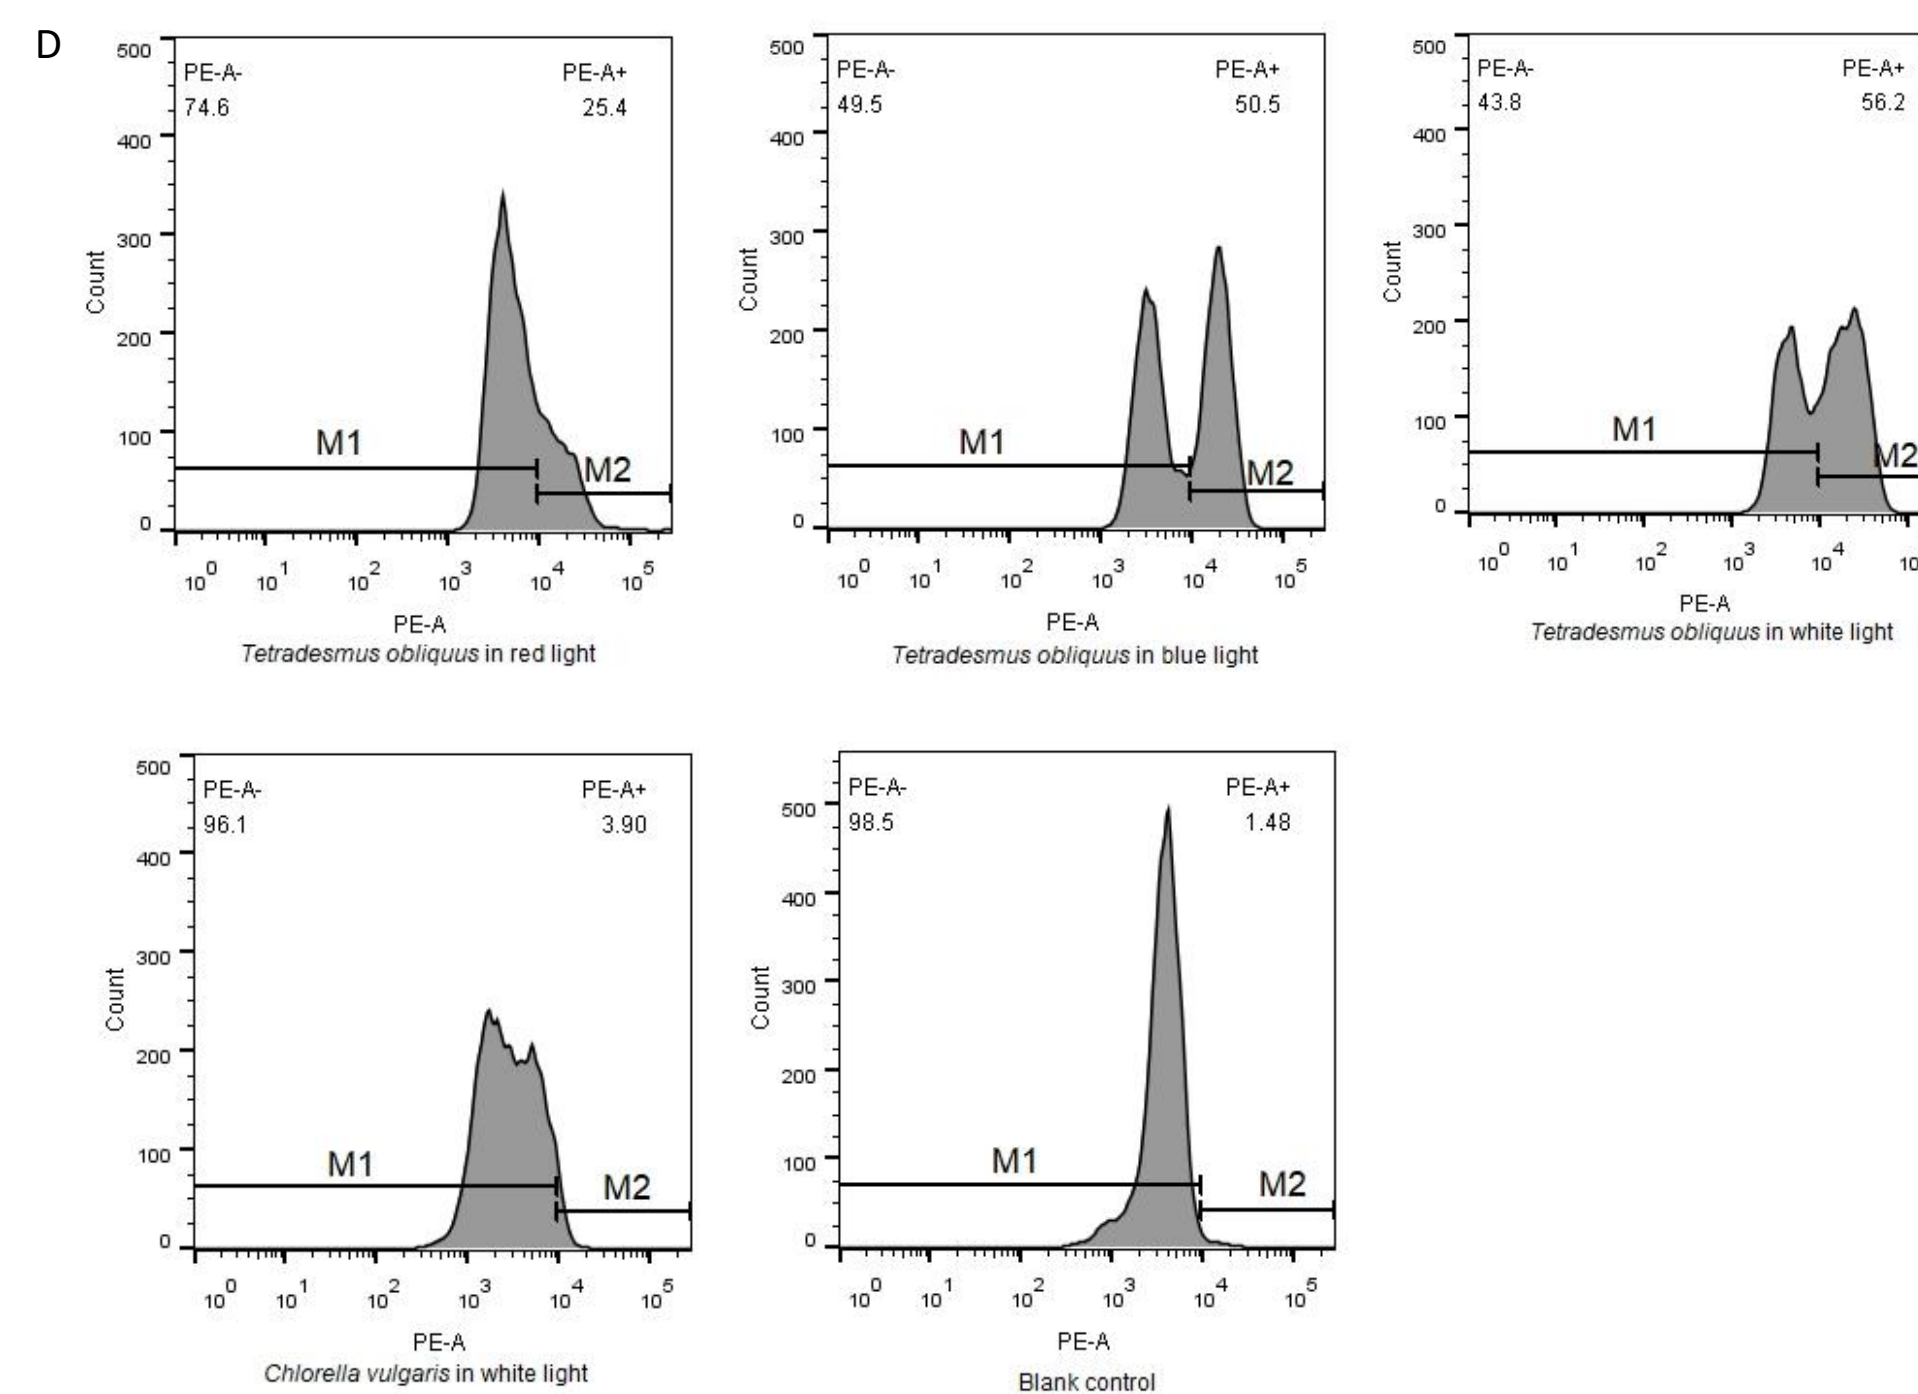 D
500
400
300
200
100
0
Count
PE-A-
74.6
PE-A+
25.4
M1
M2
10^0 10^1 10^2 10^3 10^4 10^5
PE-A
Tetradesmus obliquus in red light
500
400
300
200
100
0
Count
PE-A-
49.5
PE-A+
50.5
M1
M2
10^0 10^1 10^2 10^3 10^4 10^5
PE-A
Tetradesmus obliquus in blue light
500
400
300
200
100
0
Count
PE-A-
43.8
PE-A+
56.2
M1
M2
10^0 10^1 10^2 10^3 10^4 10
PE-A
Tetradesmus obliquus in white light
500
400
300
200
100
0
Count
PE-A-
96.1
PE-A+
3.90
M1
M2
10^0 10^1 10^2 10^3 10^4 10^5
PE-A
Chlorella vulgaris in white light
500
400
300
200
100
0
Count
PE-A-
98.5
PE-A+
1.48
M1
M2
10^0 10^1 10^2 10^3 10^4 10^5
PE-A
Blank control